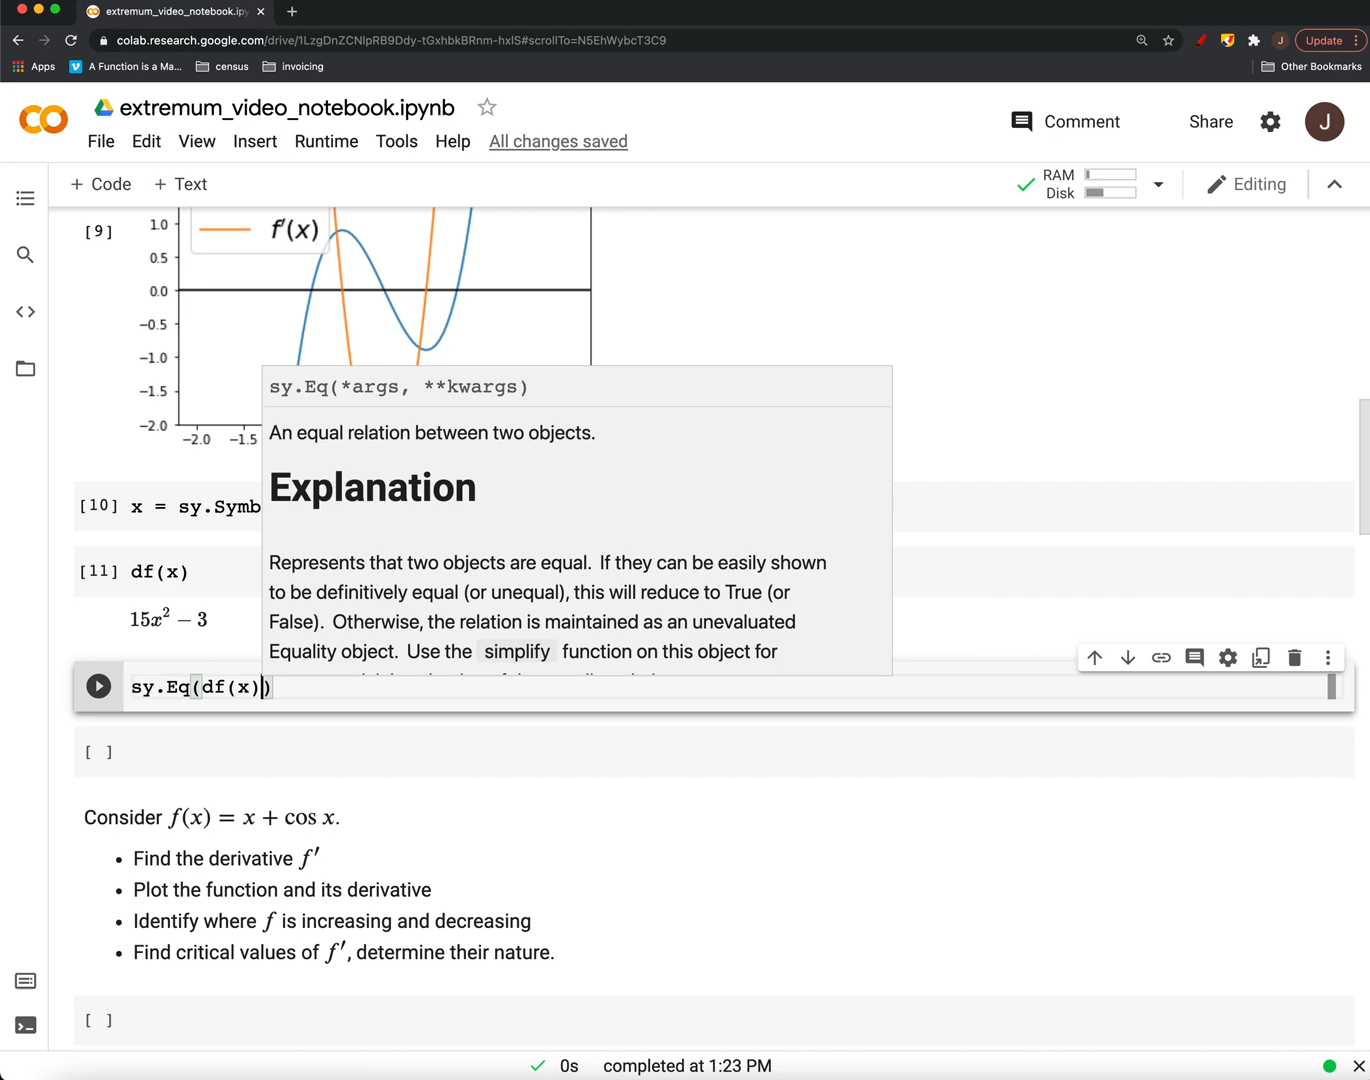 extremum_video_notebook.ipy
colab.research.google.com/drive/1LzgDnZCNlpRB9Ddy-tGxhbkBRnm-hxlS#scrollTo=N5EhWybcT3C9
J
Update
Apps
A Function is a Ma...
census
invoicing
Other Bookmarks
extremum_video_notebook.ipynb
Comment
Share
J
File Edit View Insert Runtime Tools Help All changes saved
+ Code + Text
RAM
Disk
Editing
[9]
1.0
0.5
0.0
−0.5
−1.0
−1.5
−2.0
−2.0 −1.5
f'(x)
sy.Eq(*args, **kwargs)
An equal relation between two objects.
Explanation
Represents that two objects are equal. If they can be easily shown
to be definitively equal (or unequal), this will reduce to True (or
False). Otherwise, the relation is maintained as an unevaluated
Equality object. Use the simplify function on this object for
[10] x = sy.Symb
[11] df(x)
15x² − 3
sy.Eq(df(x))
[ ]
Consider f(x) = x + cos x.
• Find the derivative f′
• Plot the function and its derivative
• Identify where f is increasing and decreasing
• Find critical values of f′, determine their nature.
[ ]
0s completed at 1:23 PM